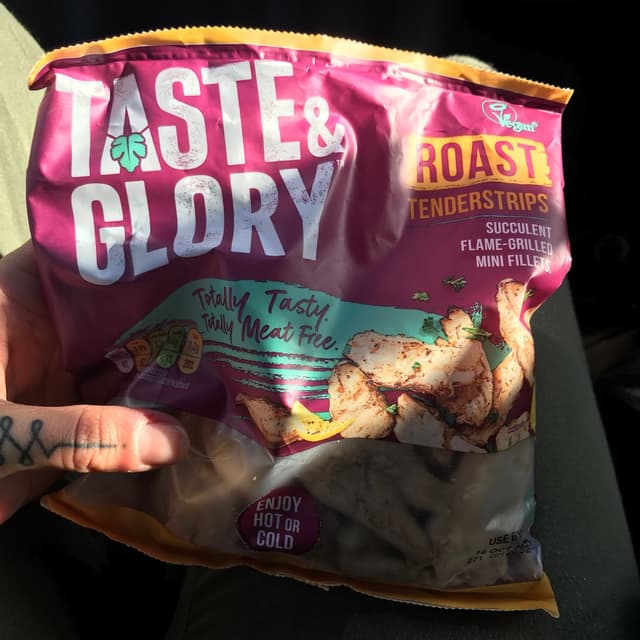 TASTE &
GLORY
Vegan
ROAST
TENDERSTRIPS
SUCCULENT
FLAME-GRILLED
MINI FILLETS
Totally Tasty.
Totally Meat Free.
ENJOY
HOT OR
COLD
USE BY